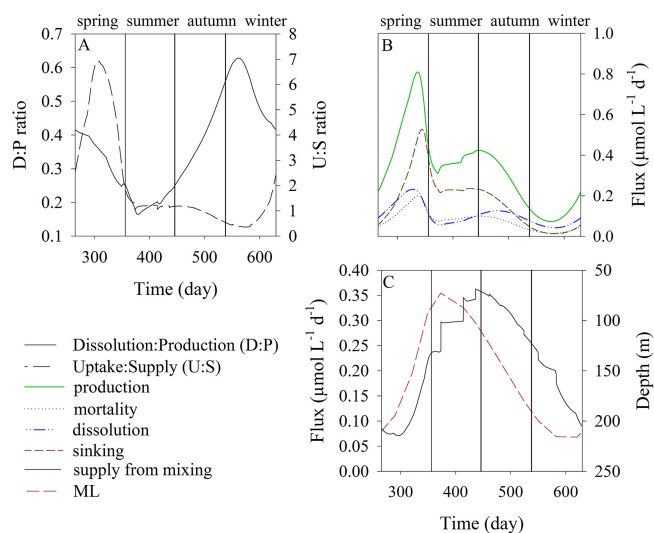 spring summer autumn winter
A
0.7
0.6
0.5
0.4
0.3
0.2
0.1
D:P ratio
8
7
6
5
4
3
2
1
0
U:S ratio
300 400 500 600
Time (day)
spring summer autumn winter
B
1.0
0.8
0.6
0.4
0.2
0.0
Flux (µmol L⁻¹ d⁻¹)
C
0.40
0.35
0.30
0.25
0.20
0.15
0.10
0.05
0.00
Flux (µmol L⁻¹ d⁻¹)
50
100
150
200
250
Depth (m)
300 400 500 600
Time (day)
Dissolution:Production (D:P)
Uptake:Supply (U:S)
production
mortality
dissolution
sinking
supply from mixing
ML